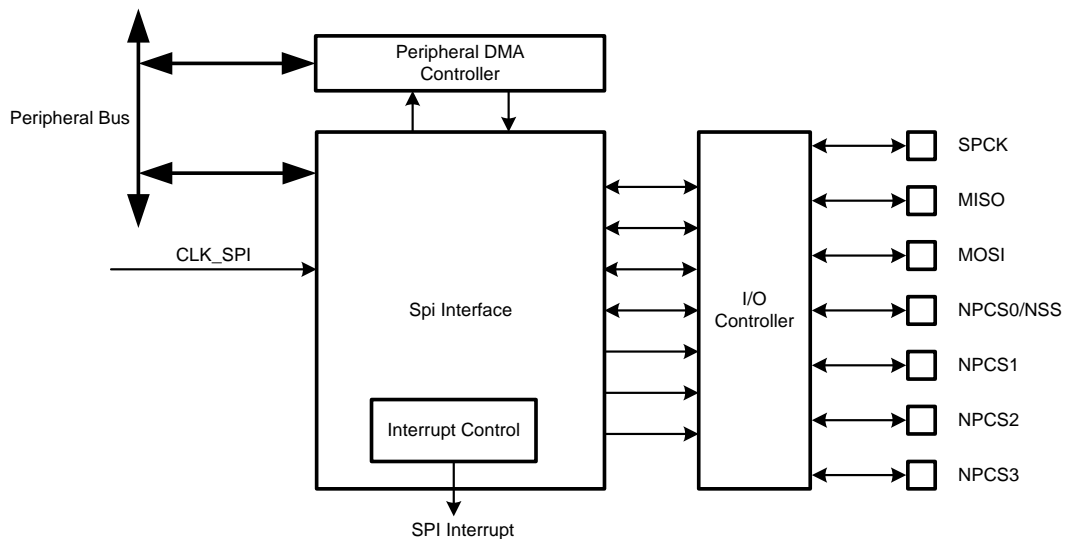 Peripheral DMA
Controller
Peripheral Bus
CLK_SPI
Spi Interface
Interrupt Control
SPI Interrupt
I/O
Controller
SPCK
MISO
MOSI
NPCS0/NSS
NPCS1
NPCS2
NPCS3